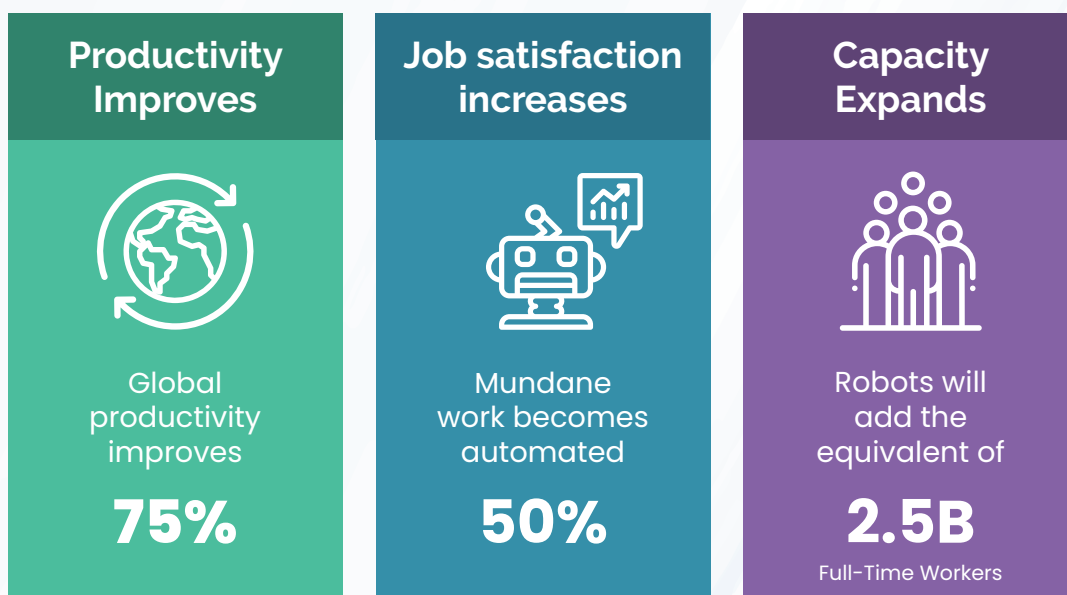 Productivity
Improves
Global
productivity
improves
75%
Job satisfaction
increases
Mundane
work becomes
automated
50%
Capacity
Expands
Robots will
add the
equivalent of
2.5B
Full-Time Workers